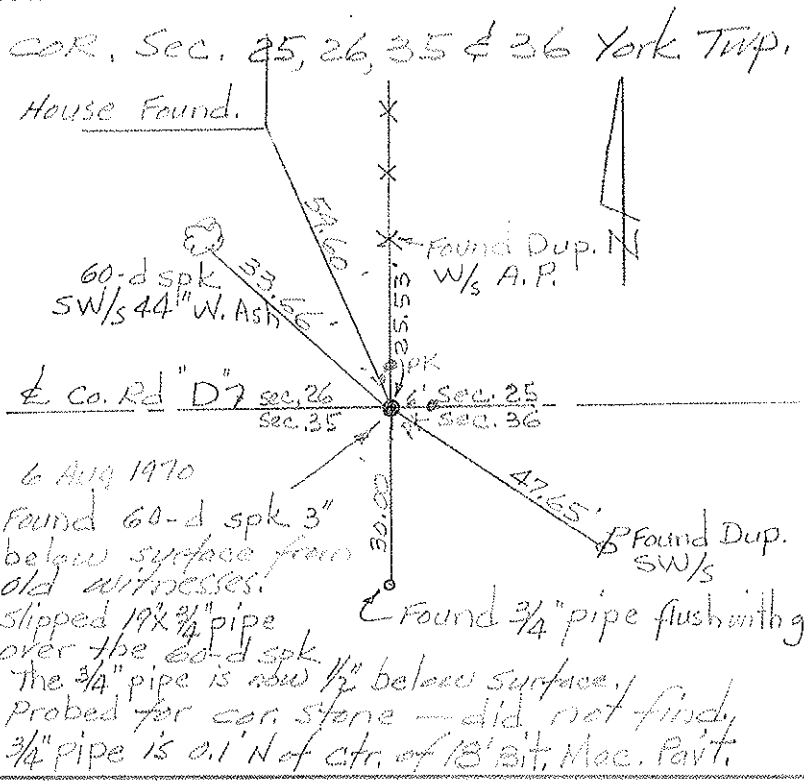 COR. Sec. 25, 26, 35 & 36 York Twp.
House Found.
59.60'
60-d spk
SW/s 44" W. Ash
33.66'
Found Dup.
W/s A.P.
N
25.53'
PK
℄ Co. Rd "D"
Sec. 26
Sec. 35
6' Sec. 25
PK Sec. 36
6 Aug 1970
Found 60-d spk 3"
below surface from
old witnesses.
Slipped 19"x 3/4" pipe
over the 60-d spk
The 3/4" pipe is now 1/2" below surface.
Probed for cor. stone — did not find.
3/4" pipe is 0.1' N of ctr. of 18' Bit. Mac. Pav't.
30.00
47.65'
Found Dup.
SW/s
Found 3/4" pipe flush with g